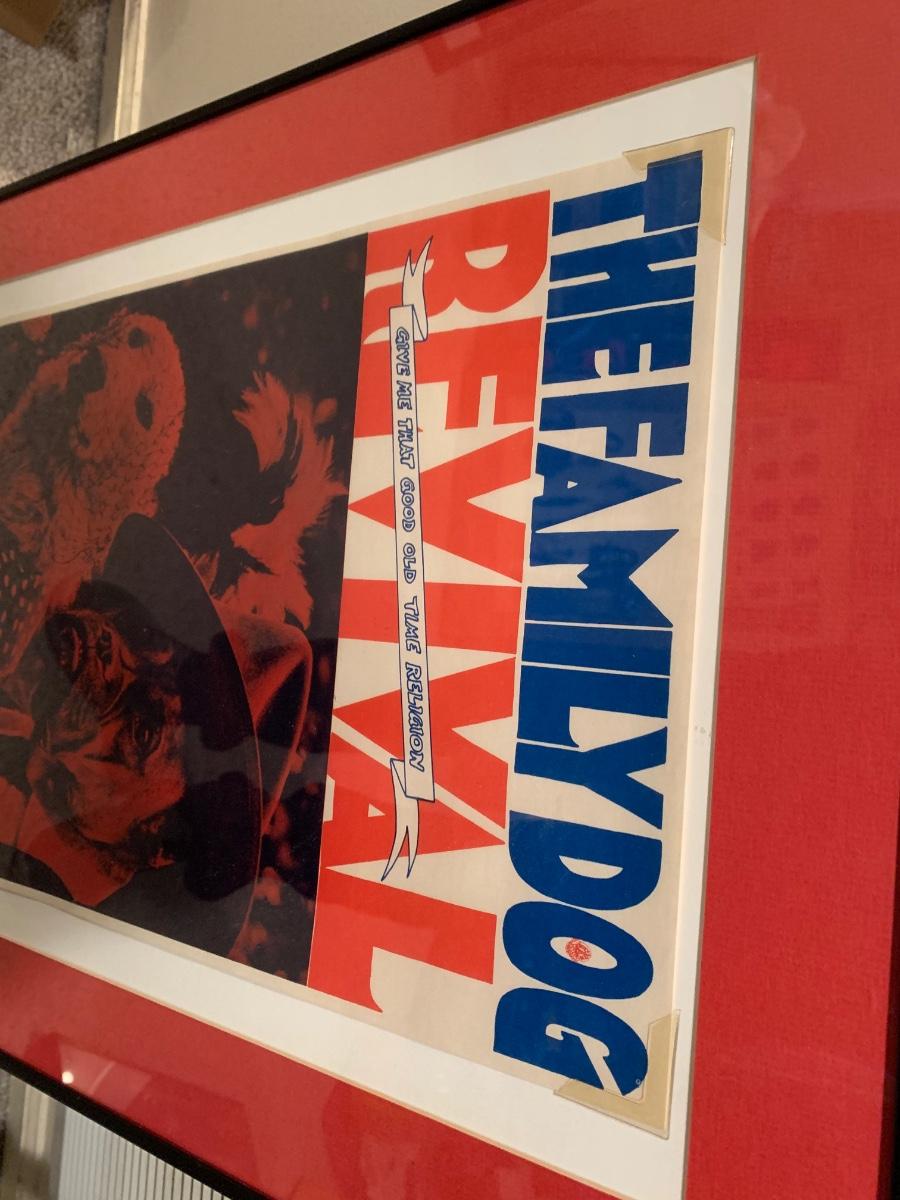 THE FAMILY DOG
REVIVAL
GIVE ME THAT GOOD OLD TIME RELIGION